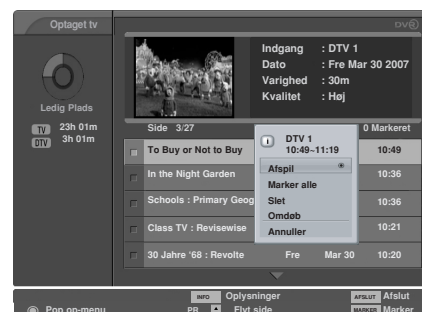 Optaget tv
DVR
Indgang : DTV 1
Dato : Fre Mar 30 2007
Varighed : 30m
Kvalitet : Høj
Ledig Plads
TV 23h 01m
DTV 3h 01m
Side 3/27
0 Markeret
To Buy or Not to Buy 10:49
In the Night Garden 10:36
Schools : Primary Geog 10:36
Class TV : Revisewise 10:21
30 Jahre '68 : Revolte Fre Mar 30 10:20
i DTV 1
10:49~11:19
Afspil
Marker alle
Slet
Omdøb
Annuller
INFO Oplysninger AFSLUT Afslut
Pop op-menu PR Flyt side MARKER Marker